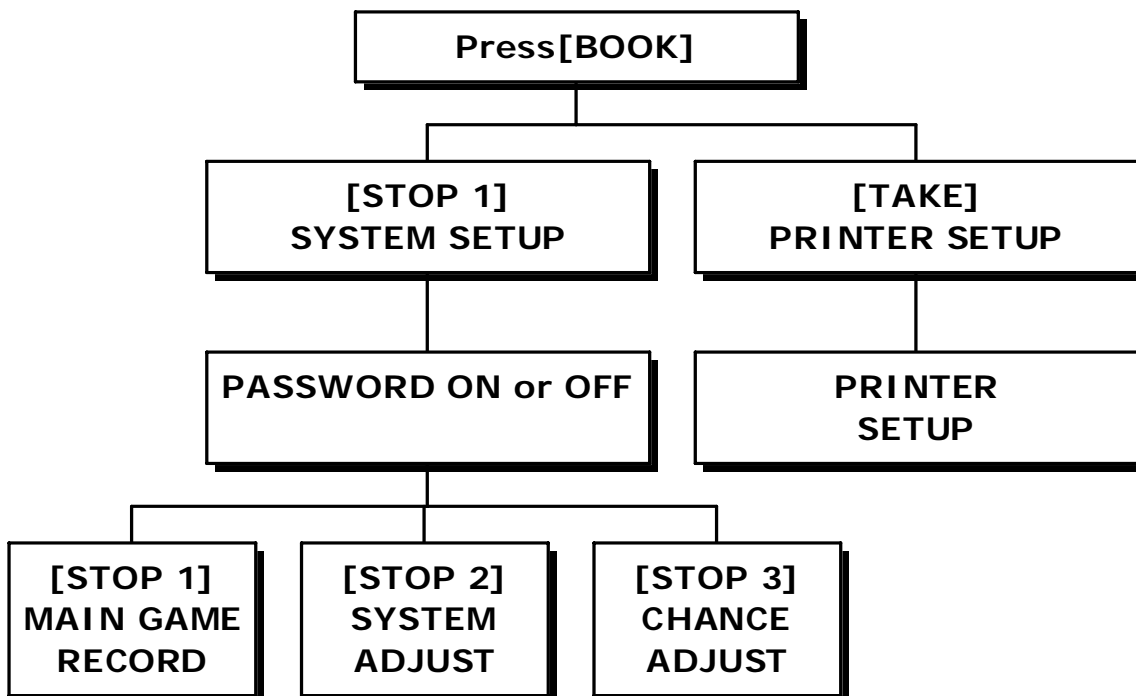 Press[BOOK]
[STOP 1]
SYSTEM SETUP
[TAKE]
PRINTER SETUP
PASSWORD ON or OFF
PRINTER
SETUP
[STOP 1]
MAIN GAME
RECORD
[STOP 2]
SYSTEM
ADJUST
[STOP 3]
CHANCE
ADJUST